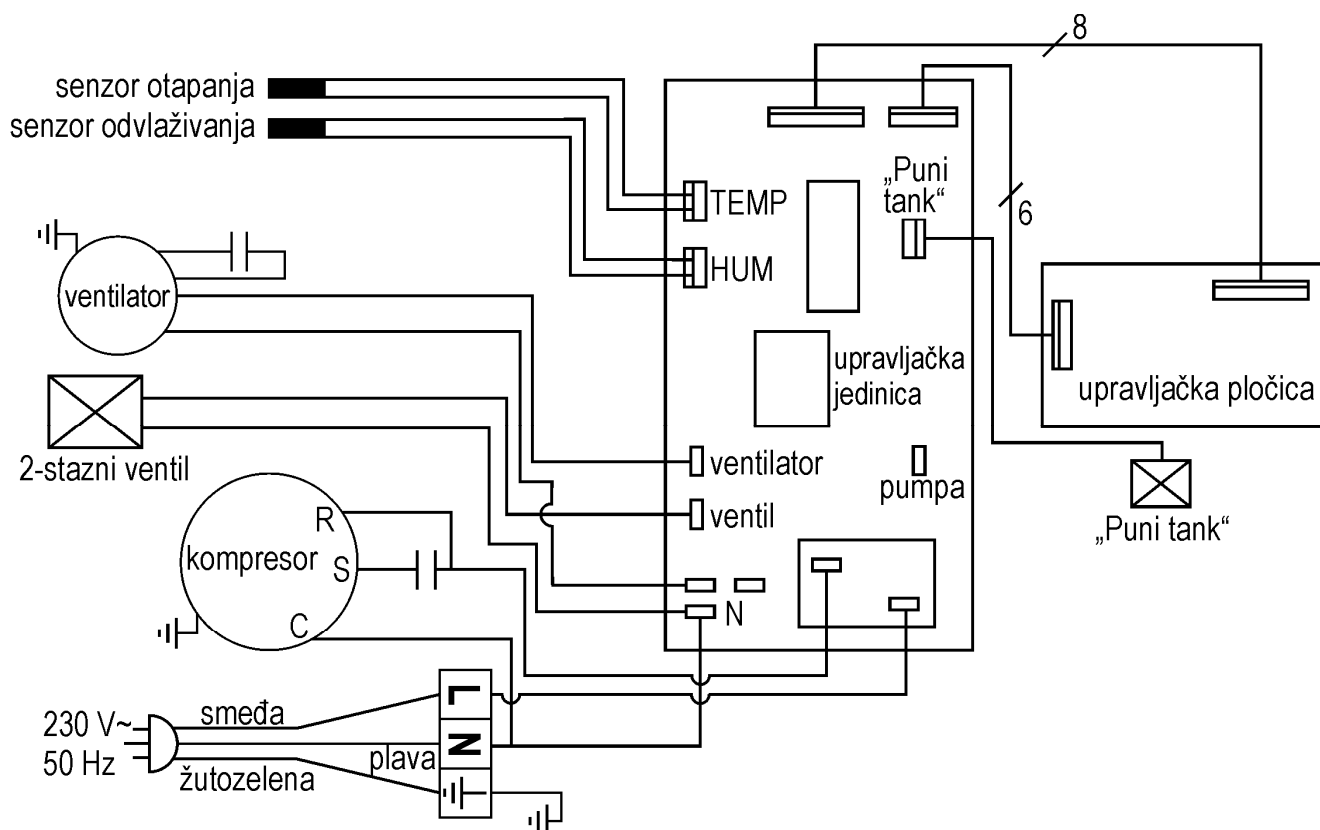 8
senzor otapanja
senzor odvlaživanja
TEMP
„Puni
tank“
6
HUM
ventilator
upravljačka
jedinica
upravljačka pločica
2-stazni ventil
ventilator
pumpa
ventil
„Puni tank“
R
kompresor
S
C
N
L
smeđa
230 V~
50 Hz
N
plava
žutozelena